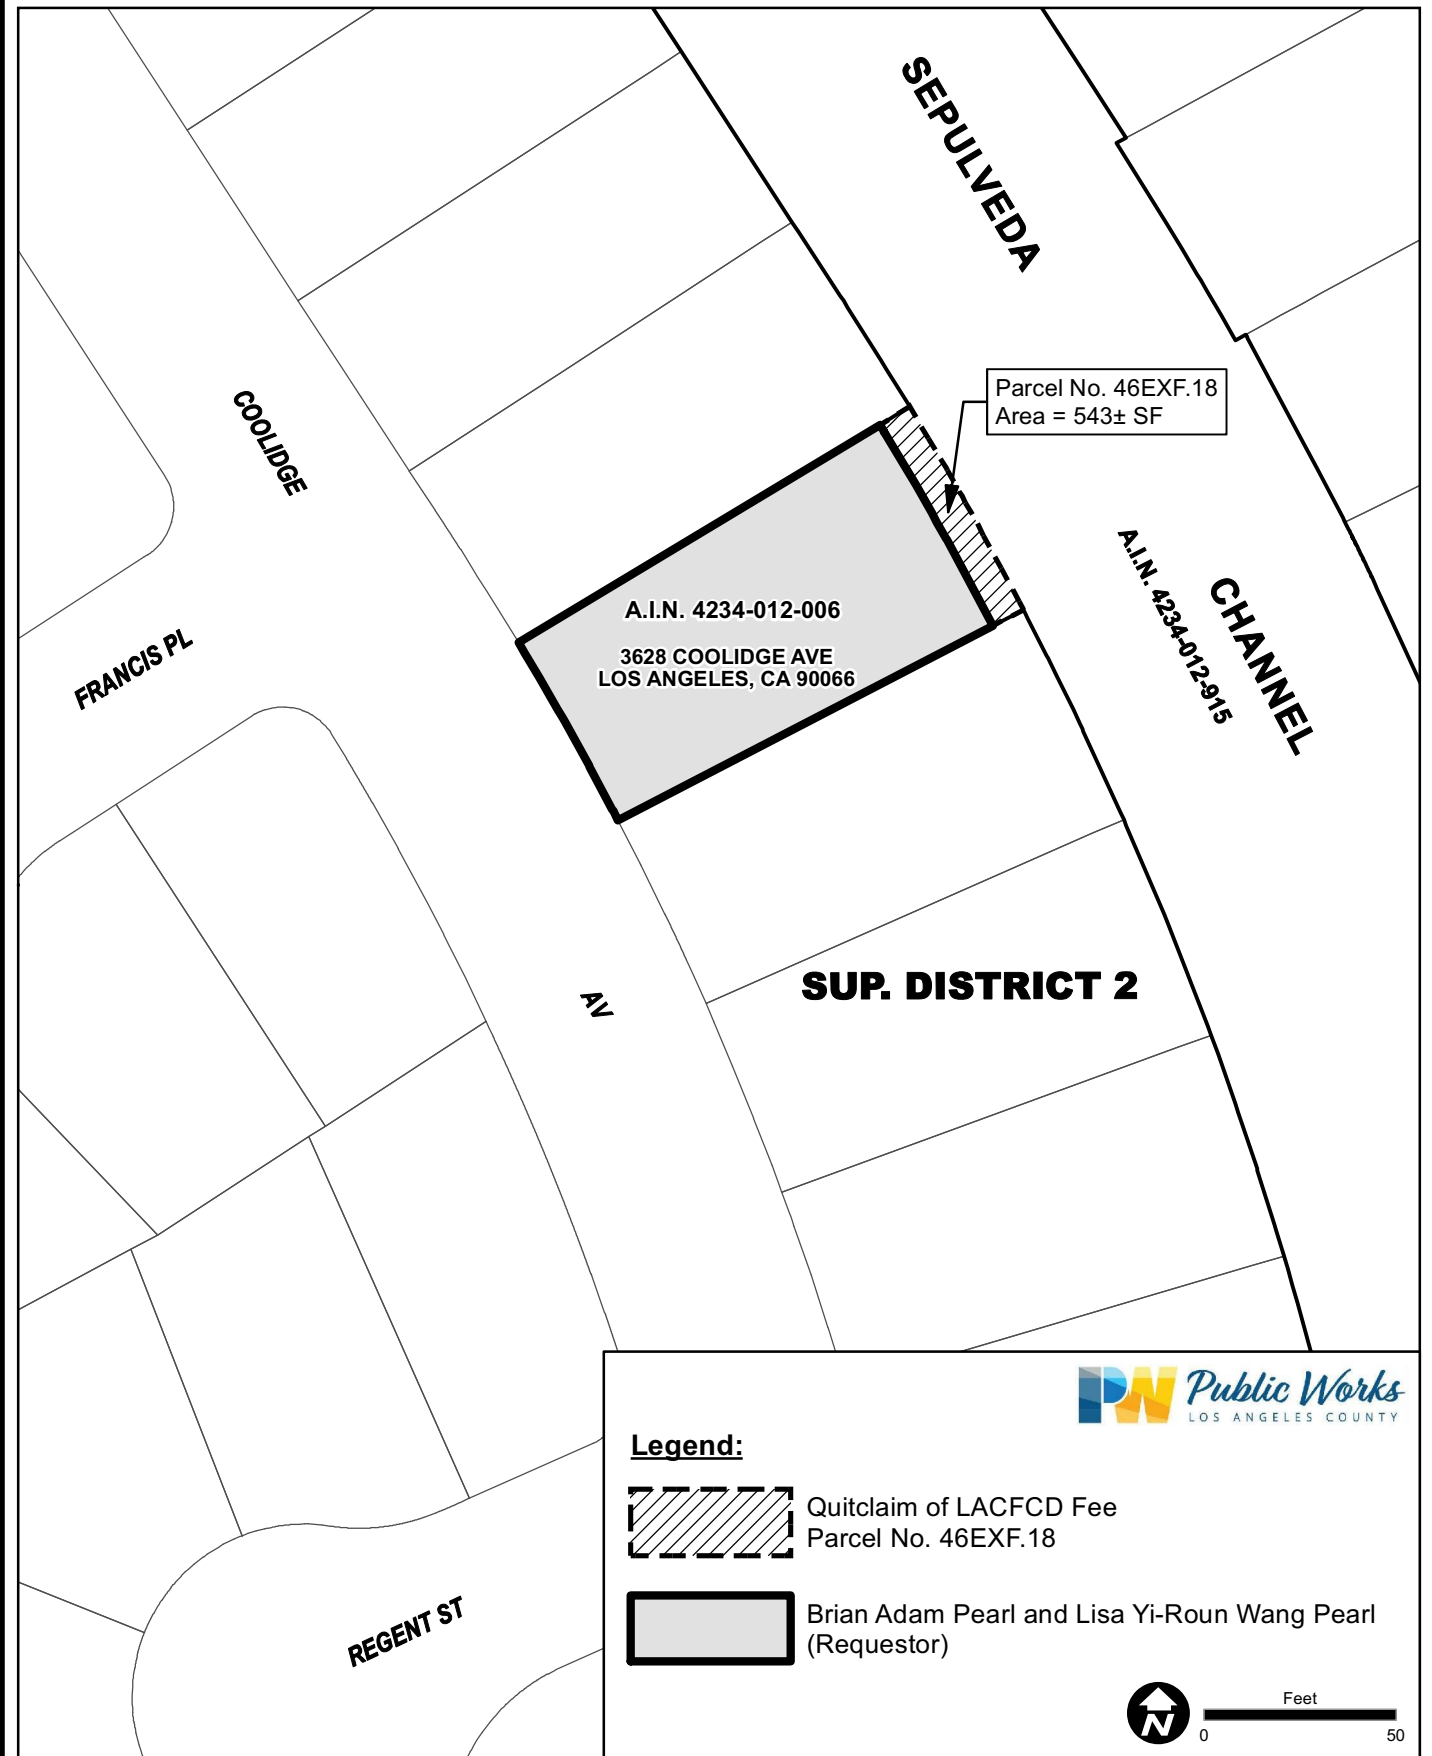 SEPULVEDA
Parcel No. 46EXF.18
Area = 543± SF
COOLIDGE
A.I.N. 4234-012-915
CHANNEL
A.I.N. 4234-012-006
3628 COOLIDGE AVE
LOS ANGELES, CA 90066
FRANCIS PL
AV
SUP. DISTRICT 2
PW Public Works
LOS ANGELES COUNTY
Legend:
Quitclaim of LACFCD Fee
Parcel No. 46EXF.18
Brian Adam Pearl and Lisa Yi-Roun Wang Pearl
(Requestor)
REGENT ST
N
Feet
0 50